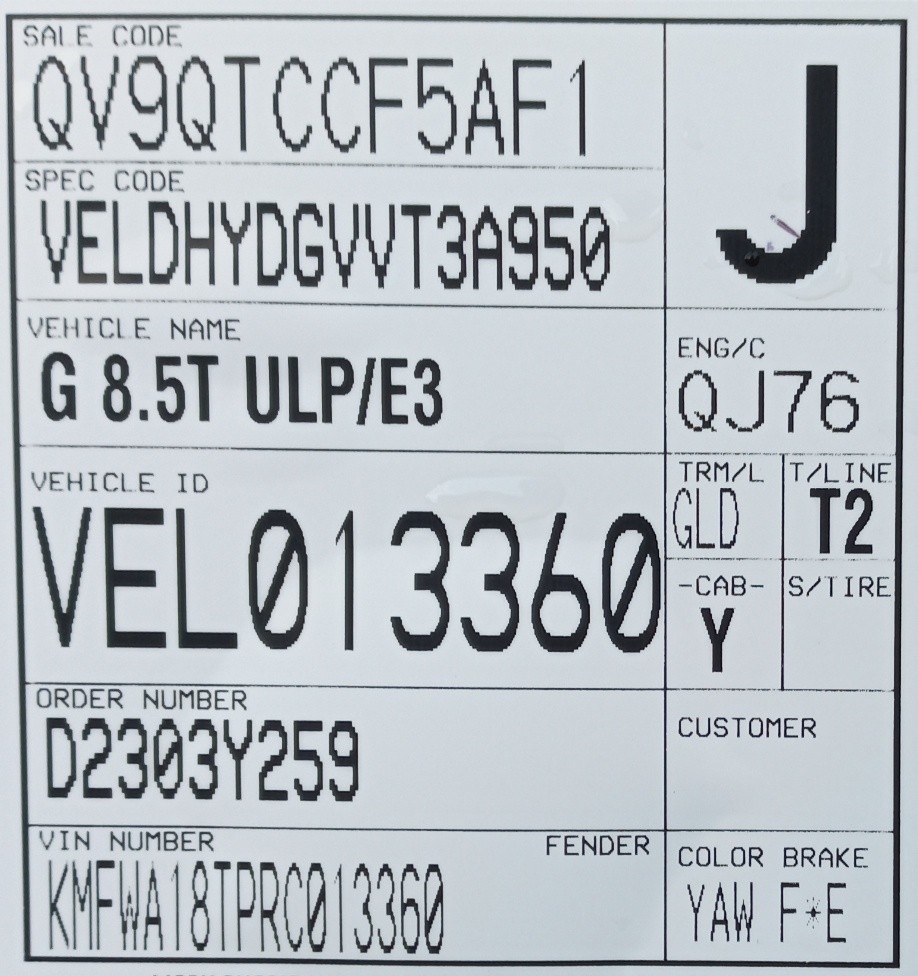 SALE CODE
QV9QTCCF5AF1
J
SPEC CODE
VELDHYDGVVT3A950
VEHICLE NAME
G 8.5T ULP/E3
ENG/C
QJ76
VEHICLE ID
VEL013360
TRM/L T/LINE
GLD T2
-CAB- S/TIRE
Y
ORDER NUMBER
D2303Y259
CUSTOMER
VIN NUMBER FENDER
KMFWA18TPRC013360
COLOR BRAKE
YAW F*E